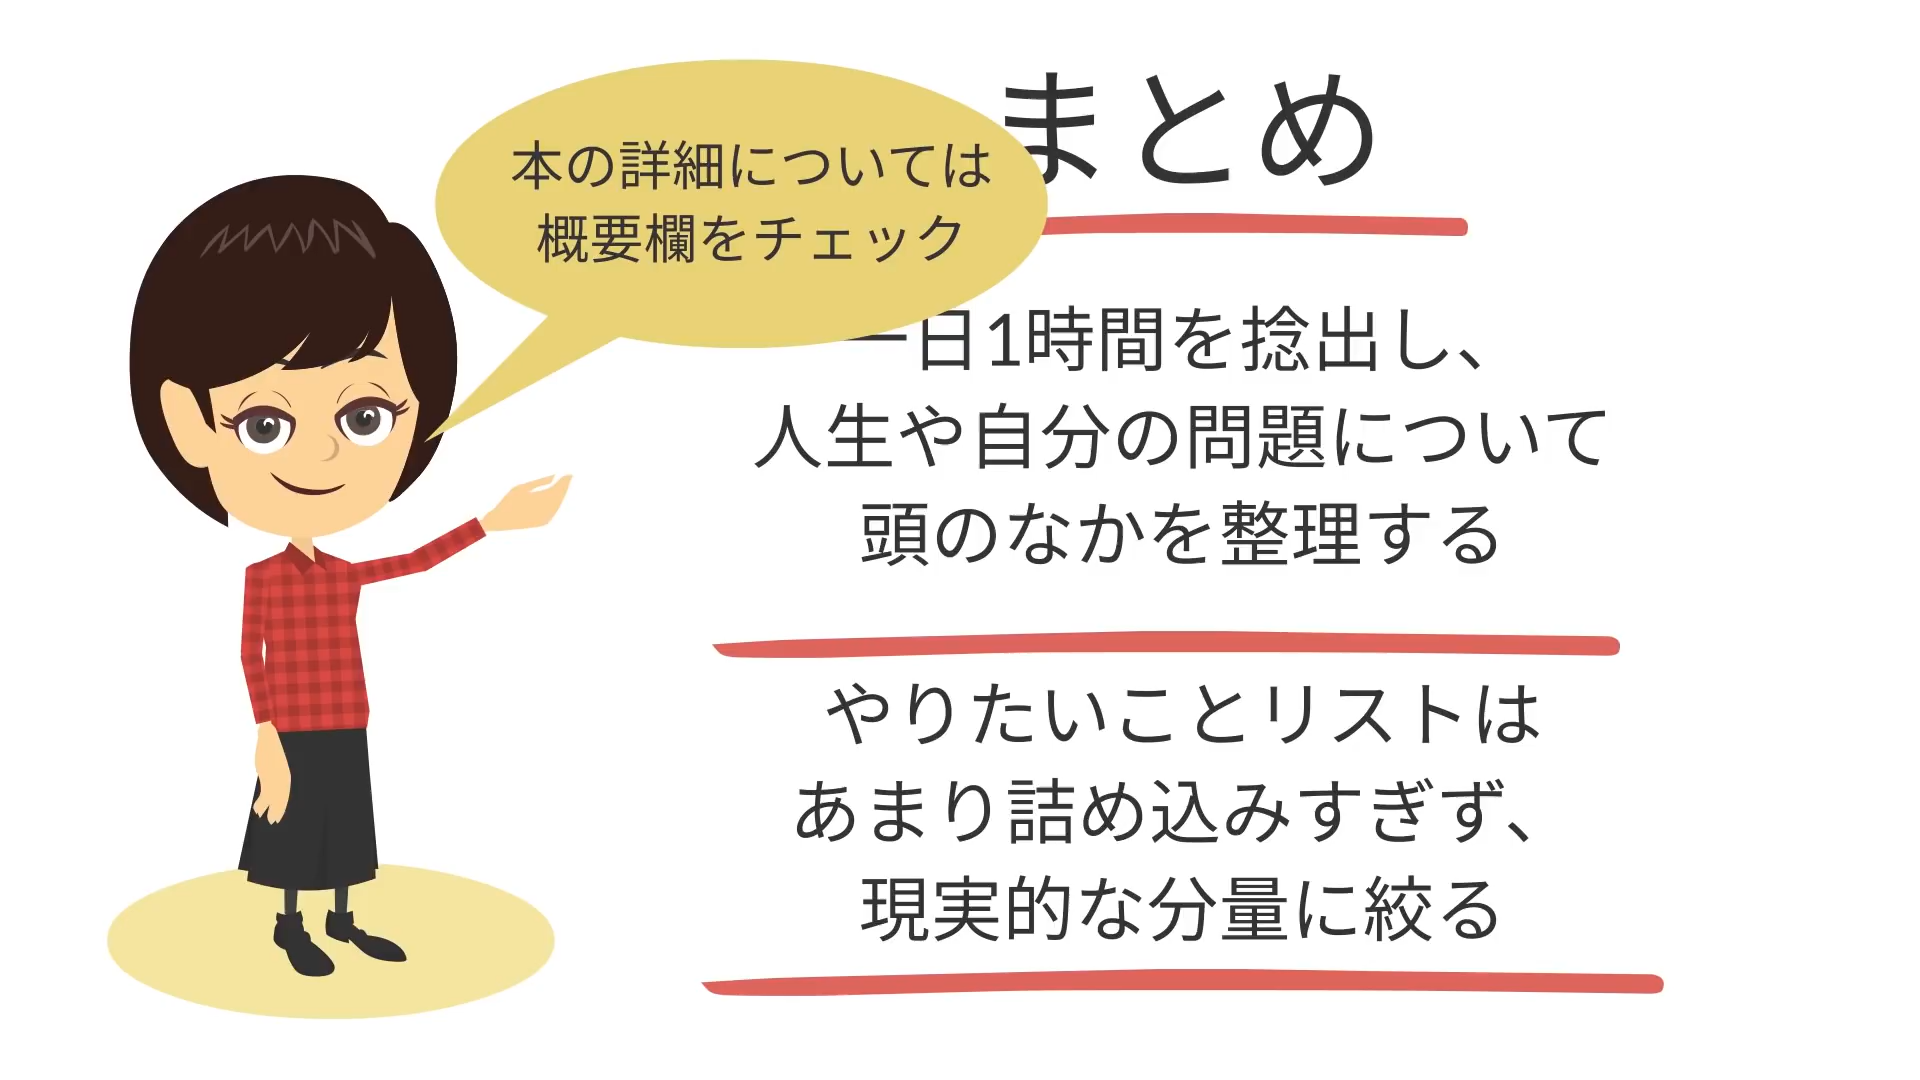 本の詳細については
概要欄をチェック
まとめ
一日1時間を捻出し、
人生や自分の問題について
頭のなかを整理する
やりたいことリストは
あまり詰め込みすぎず、
現実的な分量に絞る